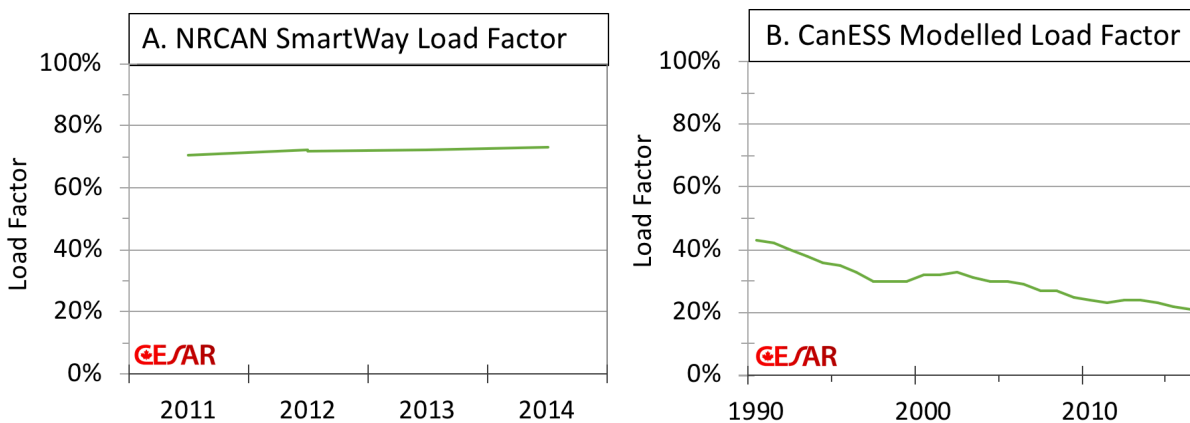 A. NRCAN SmartWay Load Factor
100%
80%
60%
40%
20%
0%
Load Factor
CESAR
2011 2012 2013 2014
B. CanESS Modelled Load Factor
100%
80%
60%
40%
20%
0%
Load Factor
CESAR
1990 2000 2010